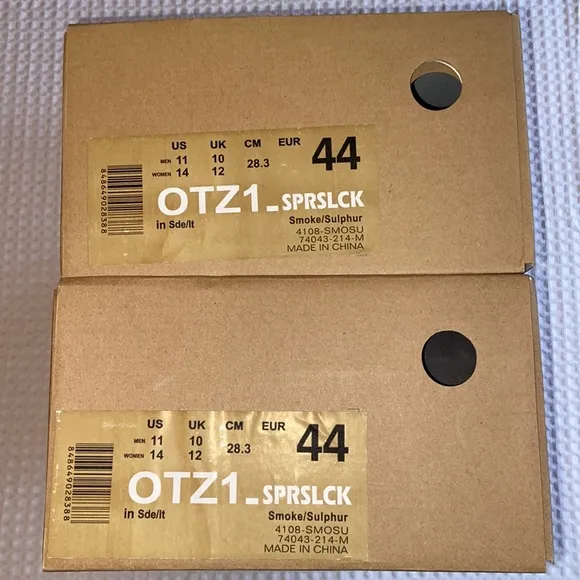 US UK CM EUR
MEN 11 10 28.3 44
WOMEN 14 12
OTZ1_SPRSLCK
in Sde/lt Smoke/Sulphur
4108-SMOSU
74043-214-M
MADE IN CHINA
848649028388
US UK CM EUR
MEN 11 10 28.3 44
WOMEN 14 12
OTZ1_SPRSLCK
in Sde/lt Smoke/Sulphur
4108-SMOSU
74043-214-M
MADE IN CHINA
848649028388